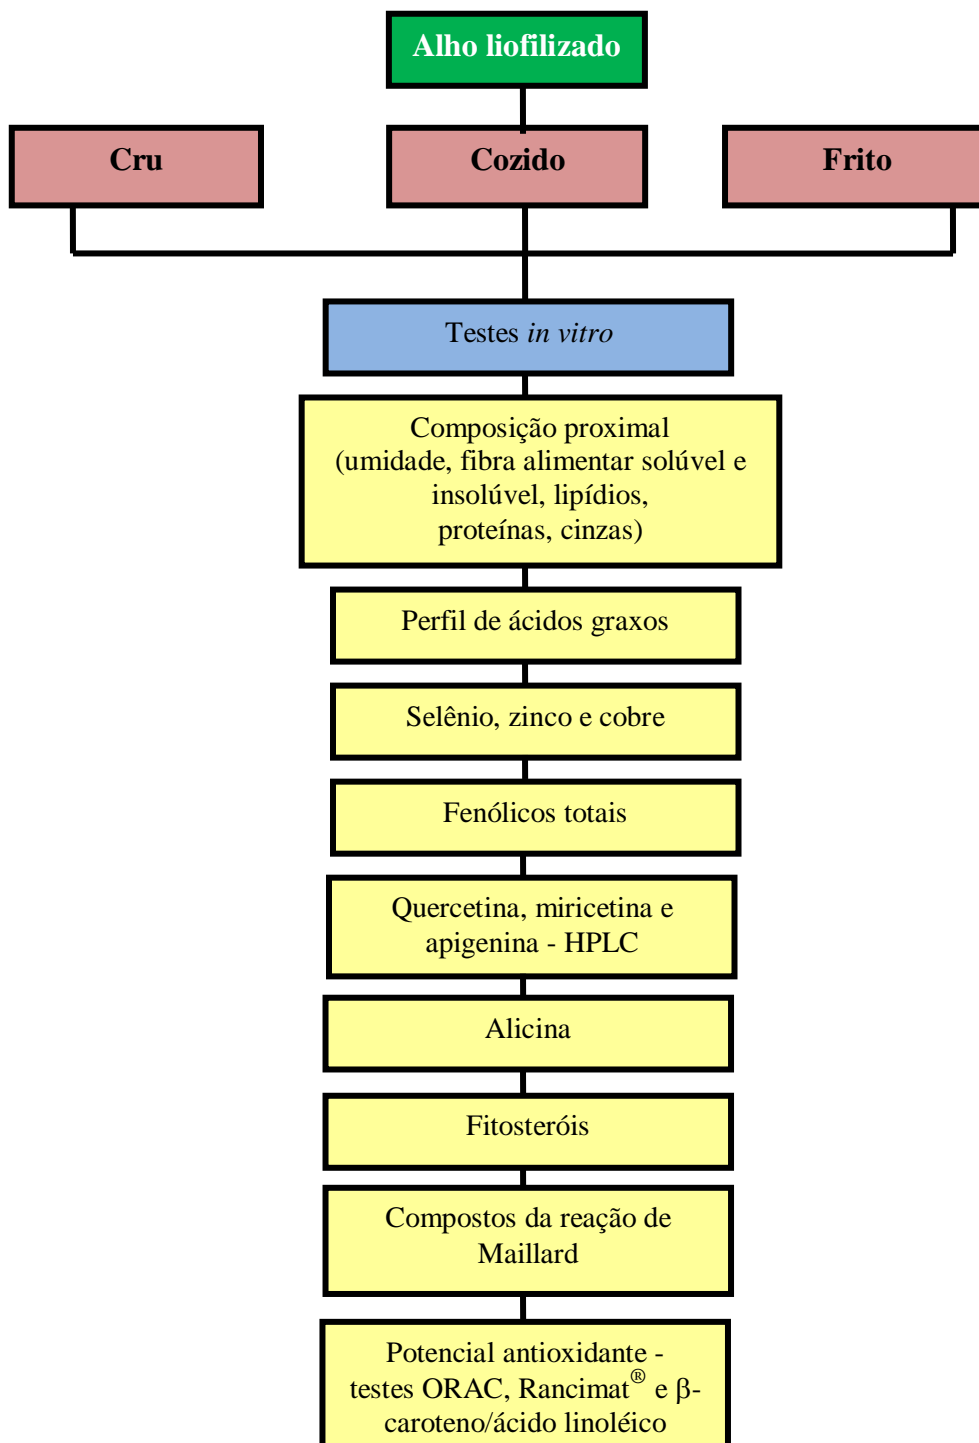 Alho liofilizado
Cru
Cozido
Frito
Testes in vitro
Composição proximal
(umidade, fibra alimentar solúvel e
insolúvel, lipídios,
proteínas, cinzas)
Perfil de ácidos graxos
Selênio, zinco e cobre
Fenólicos totais
Quercetina, miricetina e
apigenina - HPLC
Alicina
Fitosteróis
Compostos da reação de
Maillard
Potencial antioxidante -
testes ORAC, Rancimat® e β-
caroteno/ácido linoléico